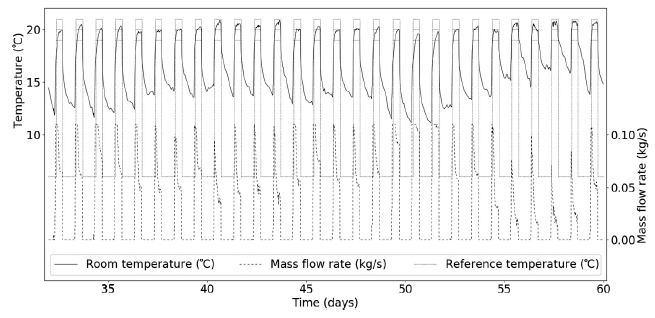 20
15
10
Temperature (°C)
0.10
0.05
0.00
Mass flow rate (kg/s)
Room temperature (°C) Mass flow rate (kg/s) Reference temperature (°C)
35 40 45 50 55 60
Time (days)